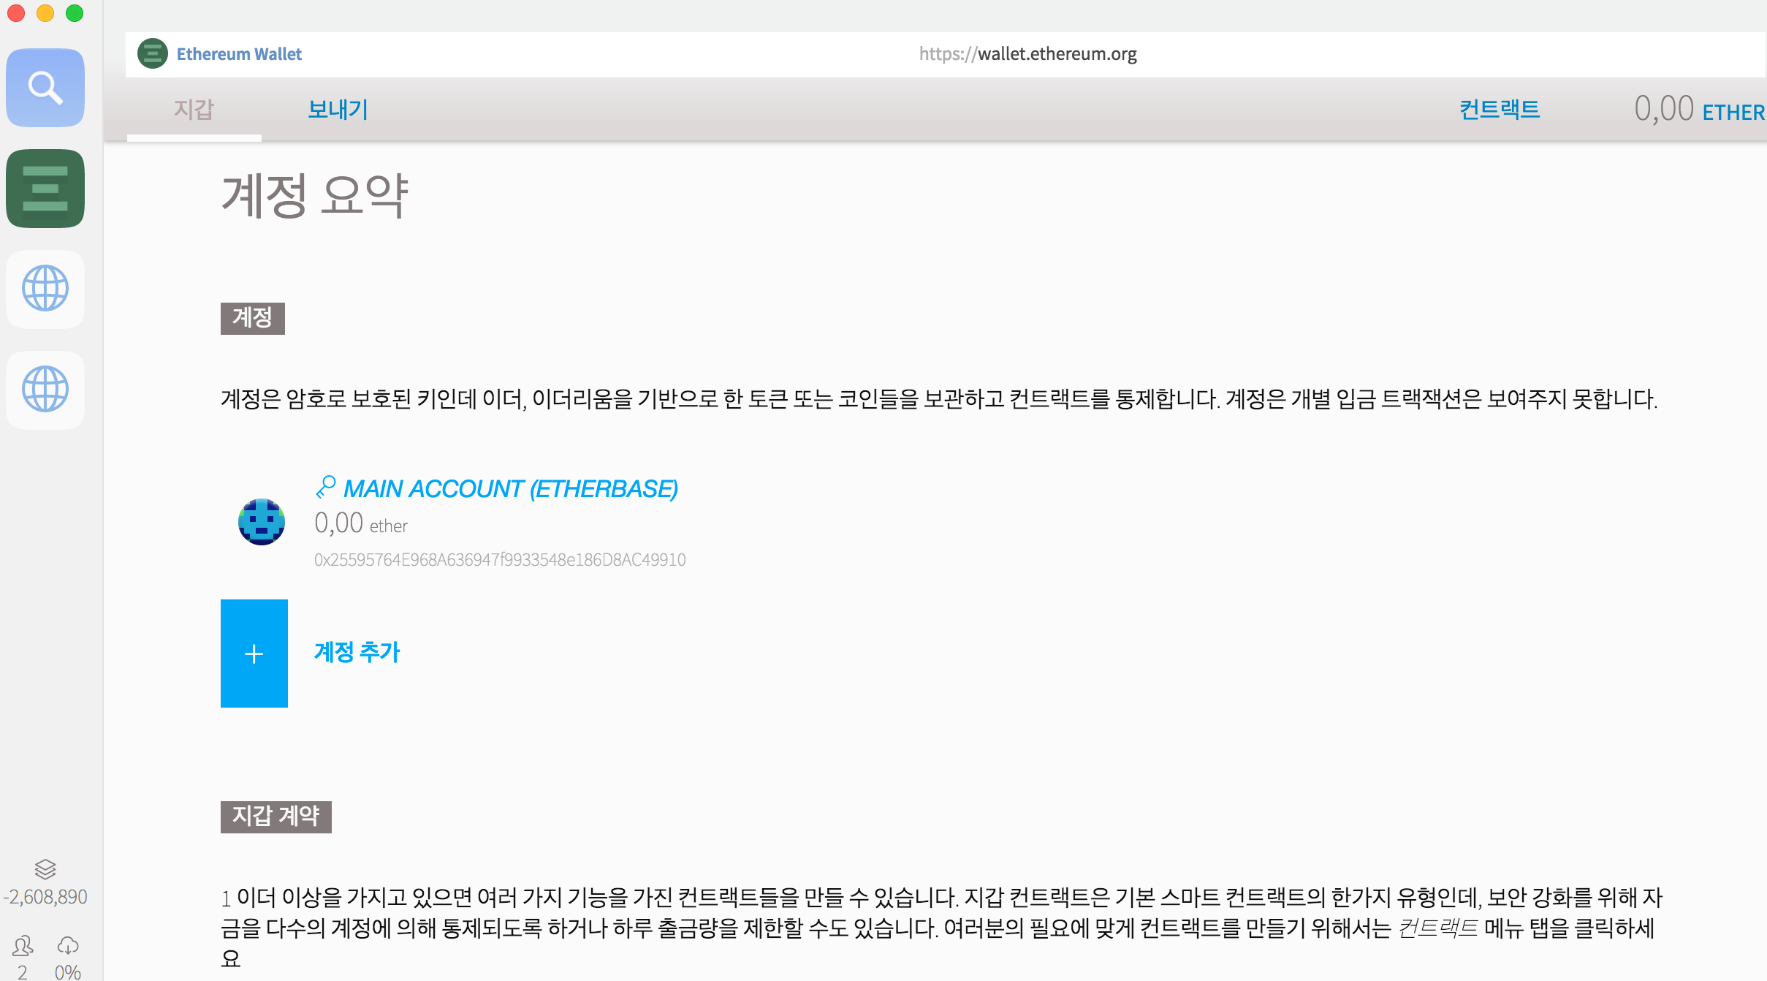 Ethereum Wallet
https://wallet.ethereum.org
지갑
보내기
컨트랙트
0,00 ETHER
계정 요약
계정
계정은 암호로 보호된 키인데 이더, 이더리움을 기반으로 한 토큰 또는 코인들을 보관하고 컨트랙트를 통제합니다. 계정은 개별 입금 트랙잭션은 보여주지 못합니다.
MAIN ACCOUNT (ETHERBASE)
0,00 ether
0x25595764E968A636947f9933548e186D8AC49910
계정 추가
지갑 계약
1 이더 이상을 가지고 있으면 여러 가지 기능을 가진 컨트랙트들을 만들 수 있습니다. 지갑 컨트랙트은 기본 스마트 컨트랙트의 한가지 유형인데, 보안 강화를 위해 자
금을 다수의 계정에 의해 통제되도록 하거나 하루 출금량을 제한할 수도 있습니다. 여러분의 필요에 맞게 컨트랙트를 만들기 위해서는 컨트랙트 메뉴 탭을 클릭하세
요
-2,608,890
2
0%